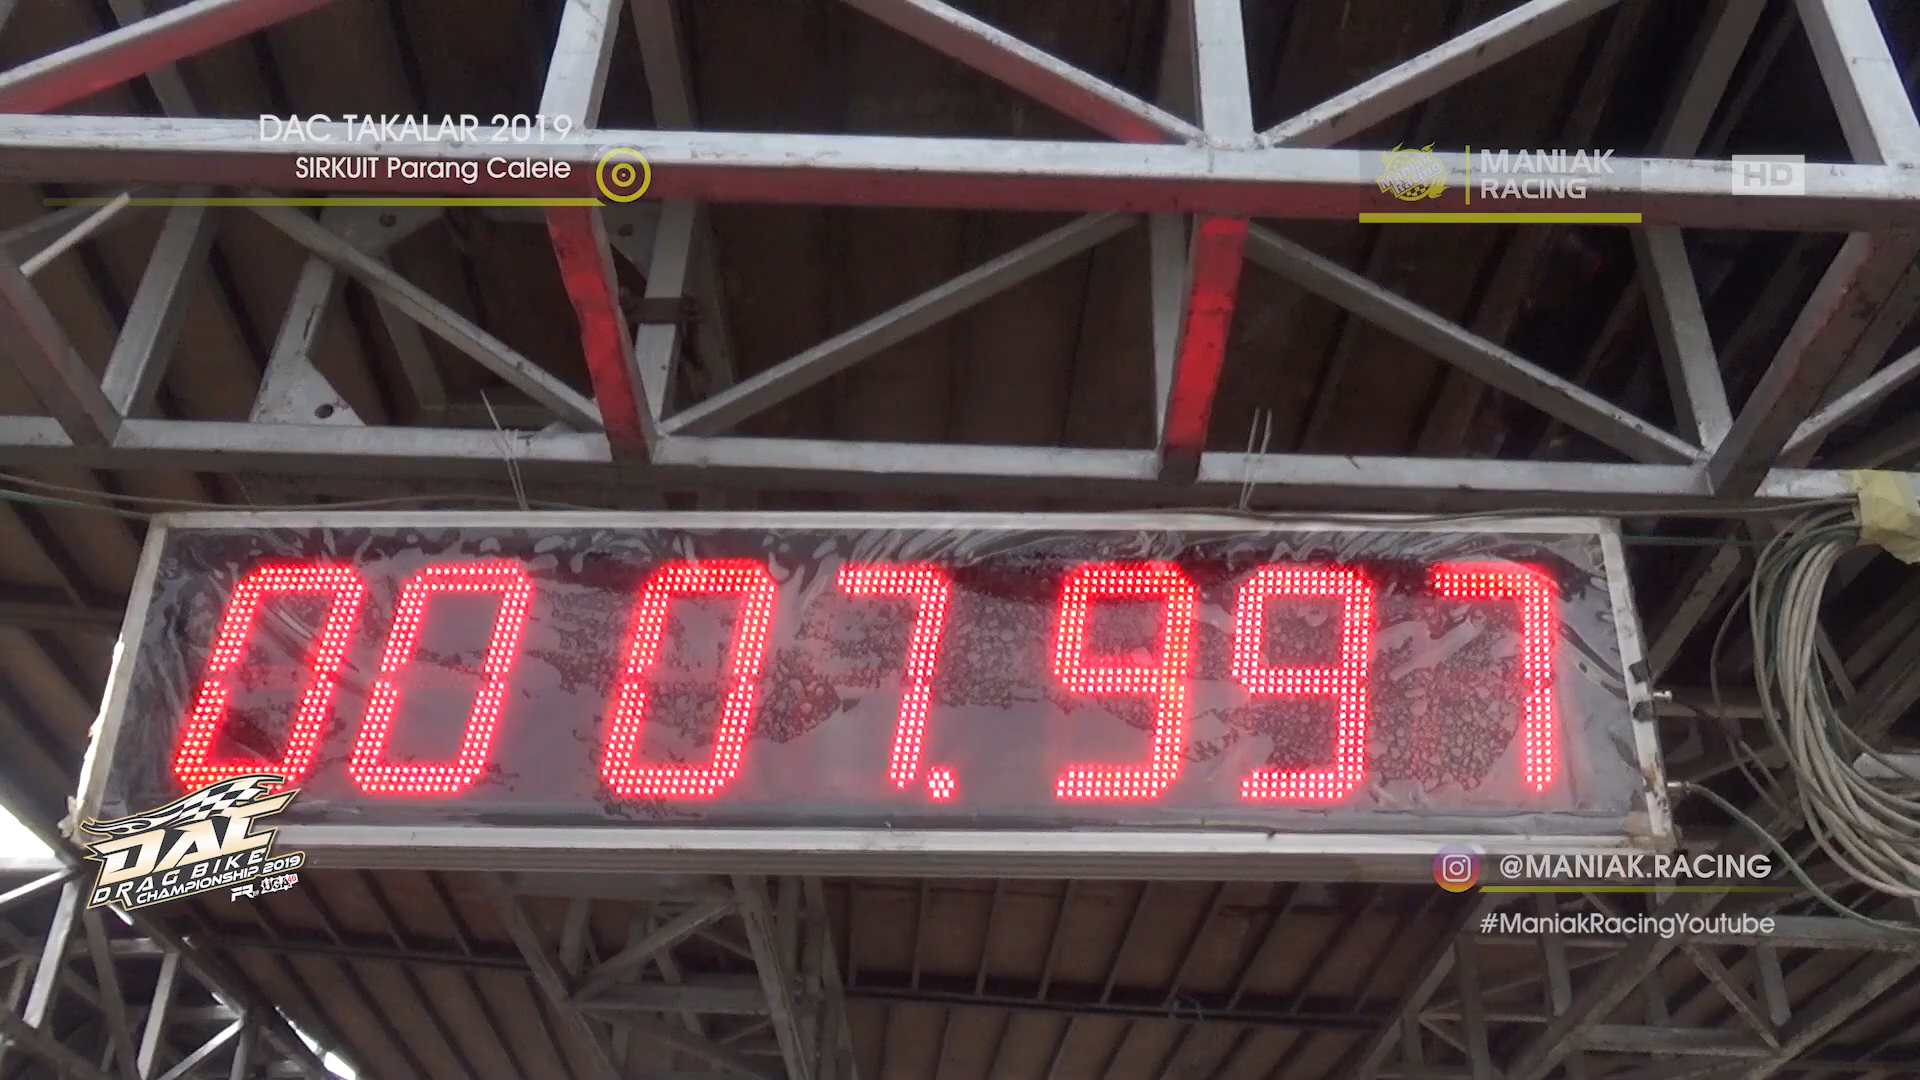 DAC TAKALAR 2019
SIRKUIT Parang Calele
MANIAK
RACING
HD
00 07.997
DAC
DRAG BIKE
CHAMPIONSHIP 2019
@MANIAK.RACING
#ManiakRacingYoutube